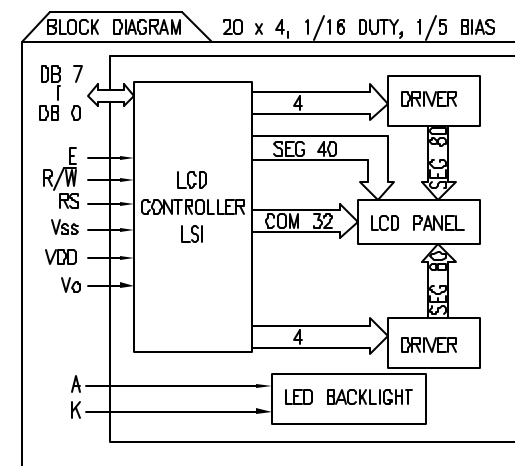 BLOCK DIAGRAM 20 x 4, 1/16 DUTY, 1/5 BIAS
DB 7
DB 0
E
R/W̅
RS
Vss
VDD
Vo
A
K
LCD
CONTROLLER
LSI
4
SEG 40
COM 32
4
DRIVER
SEG 80
LCD PANEL
SEG 80
DRIVER
LED BACKLIGHT